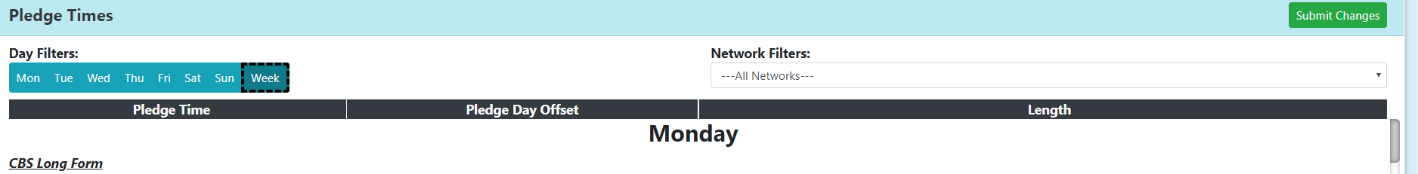 Pledge Times
Submit Changes
Day Filters:
Network Filters:
Mon Tue Wed Thu Fri Sat Sun Week
---All Networks---
Pledge Time Pledge Day Offset Length
Monday
CBS Long Form